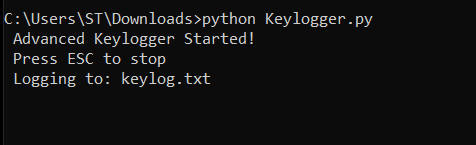 C:\Users\ST\Downloads>python Keylogger.py
Advanced Keylogger Started!
Press ESC to stop
Logging to: keylog.txt